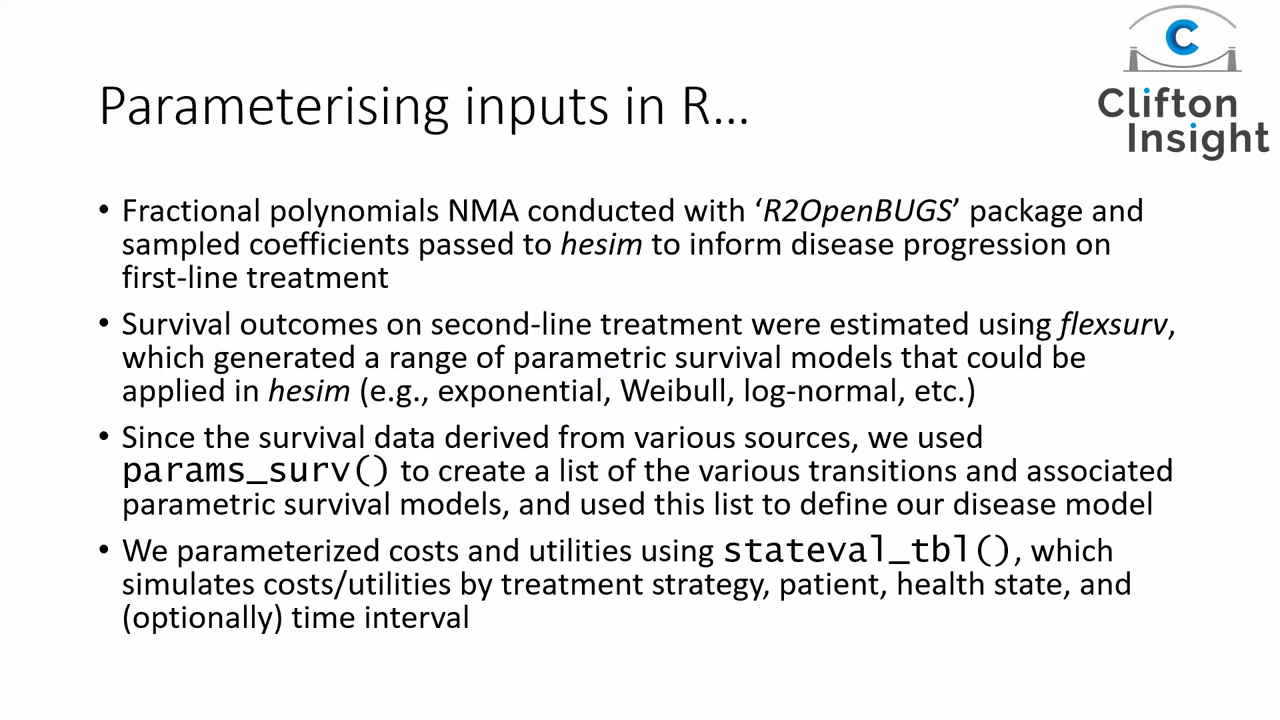 C
Clifton
Insight
Parameterising inputs in R...
• Fractional polynomials NMA conducted with ‘R2OpenBUGS’ package and
sampled coefficients passed to hesim to inform disease progression on
first-line treatment
• Survival outcomes on second-line treatment were estimated using flexsurv,
which generated a range of parametric survival models that could be
applied in hesim (e.g., exponential, Weibull, log-normal, etc.)
• Since the survival data derived from various sources, we used
params_surv() to create a list of the various transitions and associated
parametric survival models, and used this list to define our disease model
• We parameterized costs and utilities using stateval_tbl(), which
simulates costs/utilities by treatment strategy, patient, health state, and
(optionally) time interval